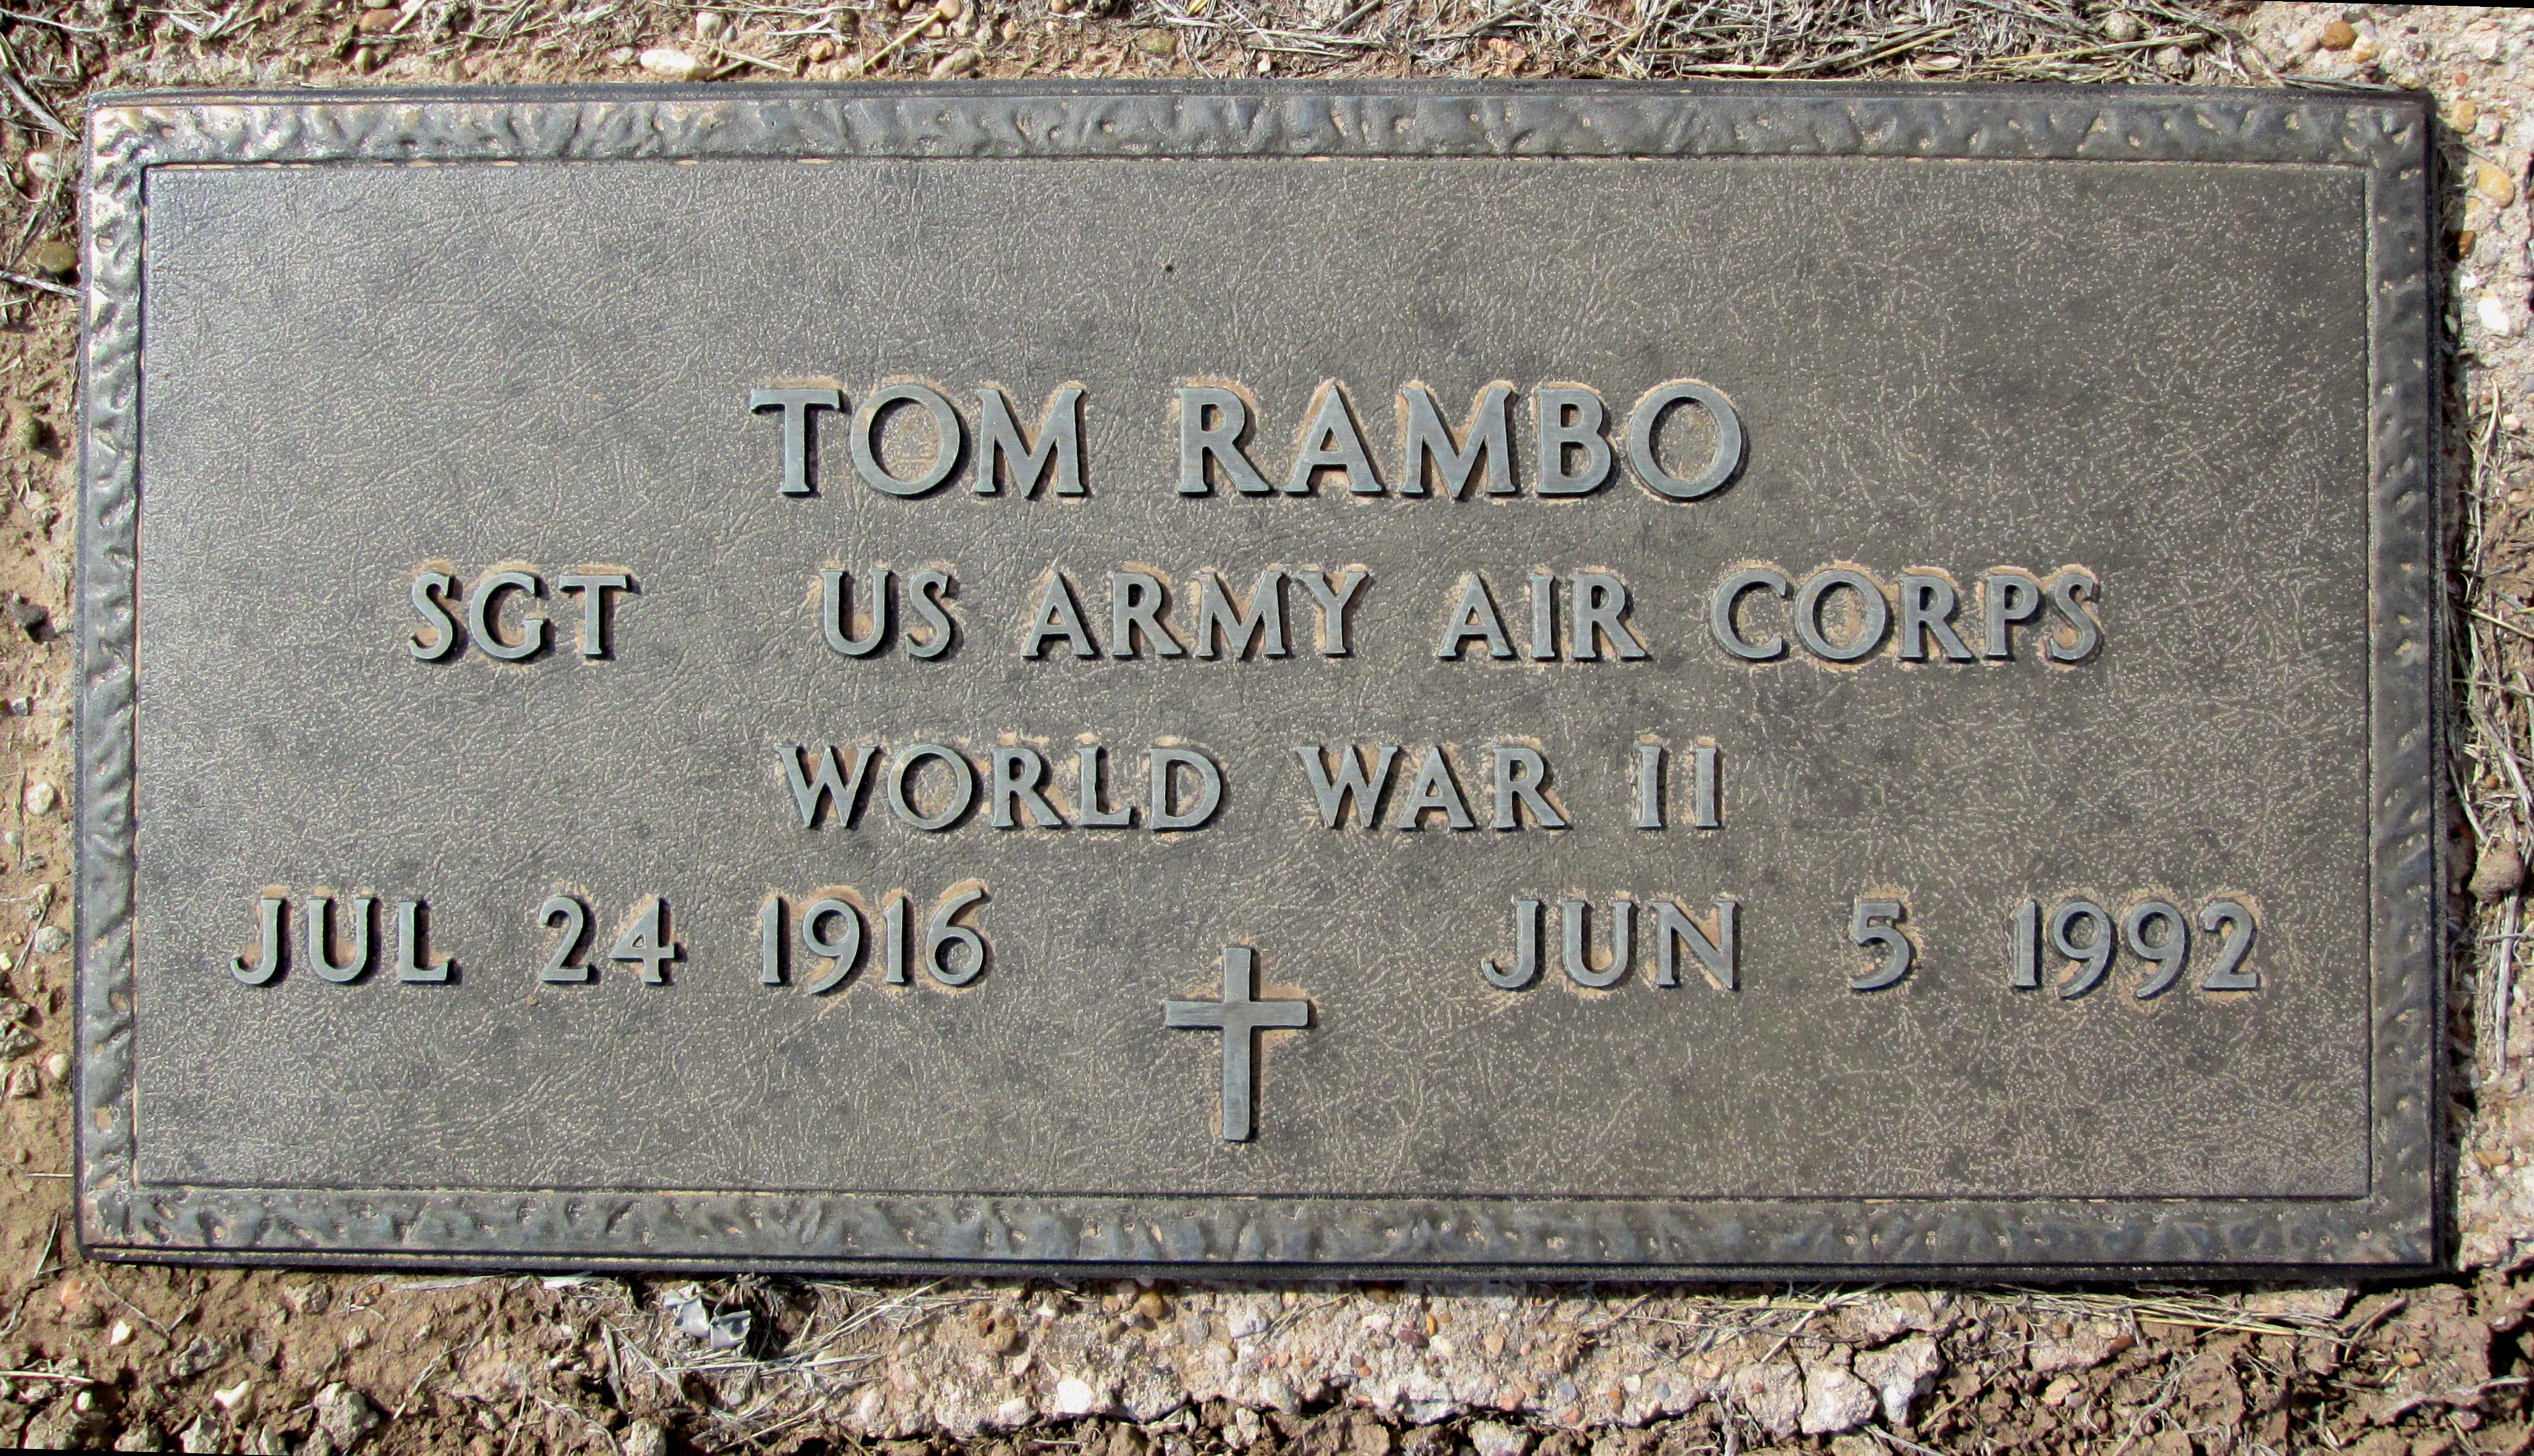 TOM RAMBO
SGT US ARMY AIR CORPS
WORLD WAR II
JUL 24 1916 JUN 5 1992